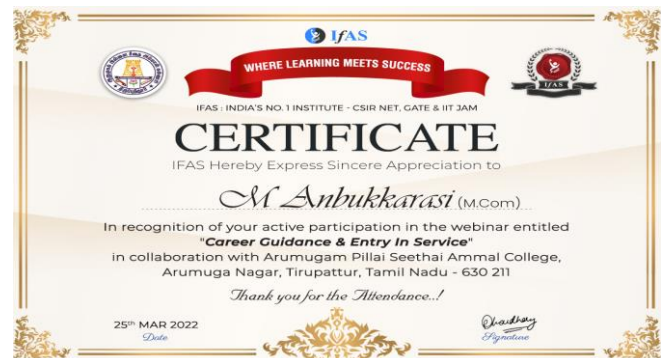 IfAS
WHERE LEARNING MEETS SUCCESS
IFAS
IFAS : INDIA'S NO. 1 INSTITUTE - CSIR NET, GATE & IIT JAM
CERTIFICATE
IFAS Hereby Express Sincere Appreciation to
M Anbukkarasi (M.Com)
In recognition of your active participation in the webinar entitled
"Career Guidance & Entry In Service"
in collaboration with Arumugam Pillai Seethai Ammal College,
Arumuga Nagar, Tirupattur, Tamil Nadu - 630 211
Thank you for the Attendance..!
25th MAR 2022
Date
Signature